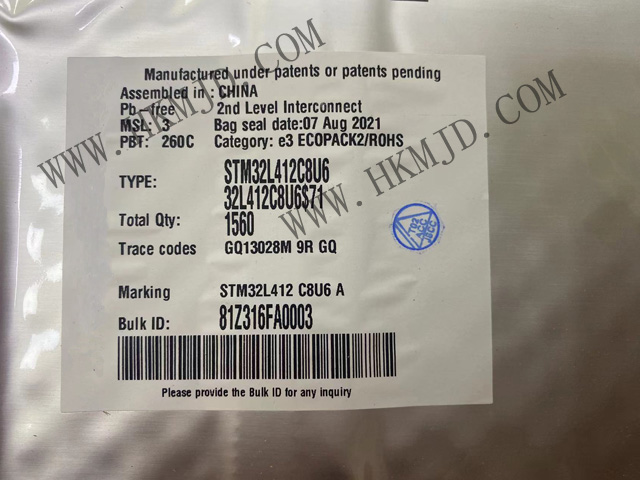 Manufactured under patents or patents pending
Assembled in : CHINA
Pb - free 2nd Level Interconnect
MSL: 3 Bag seal date:07 Aug 2021
PBT: 260C Category: e3 ECOPACK2/ROHS
TYPE: STM32L412C8U6
32L412C8U6$71
Total Qty: 1560
Trace codes GQ13028M 9R GQ
Marking STM32L412 C8U6 A
Bulk ID: 81Z316FA0003
Please provide the Bulk ID for any inquiry
WWW.HKMJD.COM
WWW.HKMJD.COM